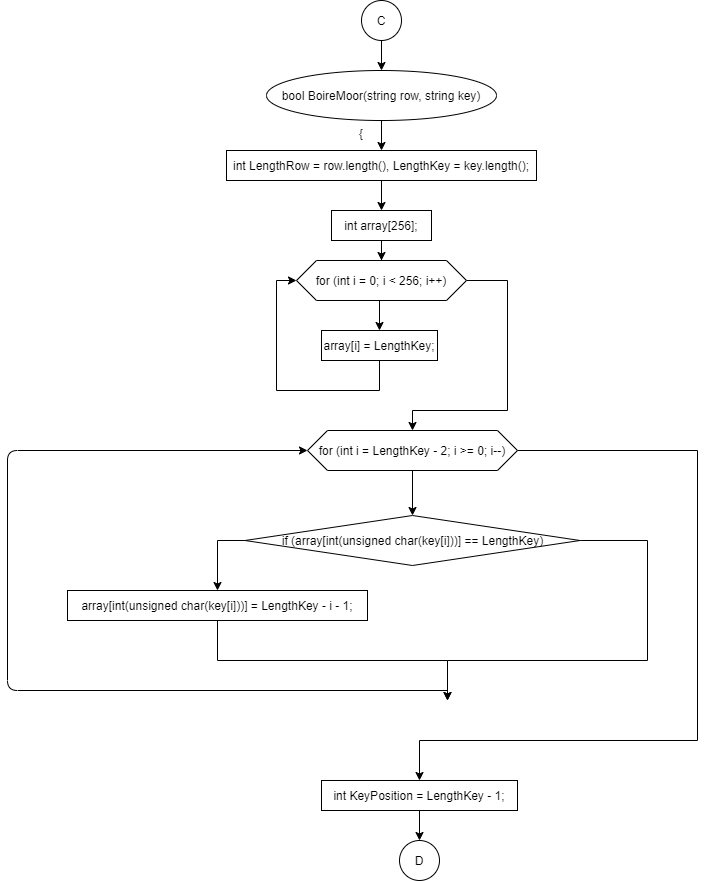 C
bool BoireMoor(string row, string key)
{
int LengthRow = row.length(), LengthKey = key.length();
int array[256];
for (int i = 0; i < 256; i++)
array[i] = LengthKey;
for (int i = LengthKey - 2; i >= 0; i--)
if (array[int(unsigned char(key[i]))] == LengthKey)
array[int(unsigned char(key[i]))] = LengthKey - i - 1;
int KeyPosition = LengthKey - 1;
D